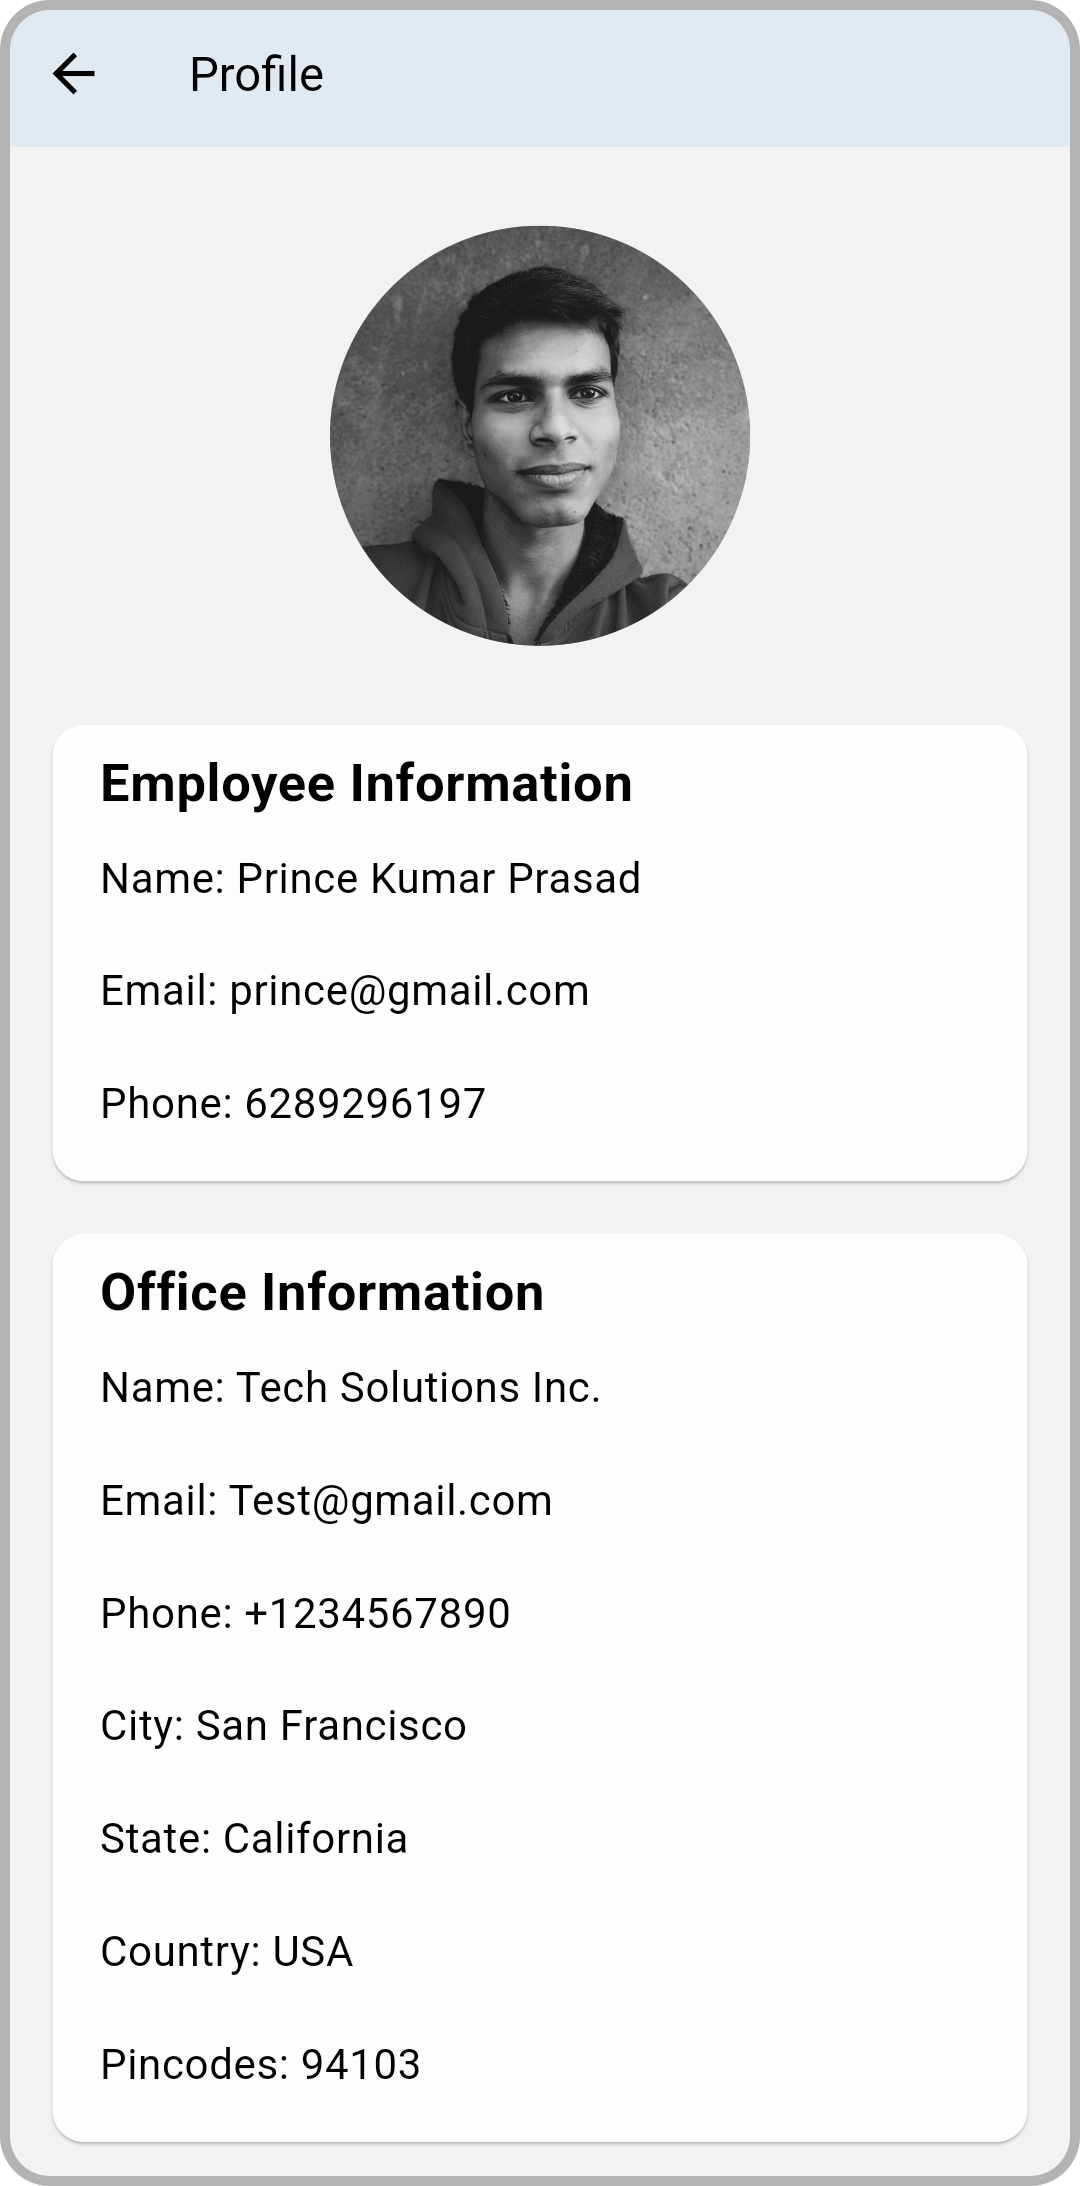 Profile
Employee Information
Name: Prince Kumar Prasad
Email: prince@gmail.com
Phone: 6289296197
Office Information
Name: Tech Solutions Inc.
Email: Test@gmail.com
Phone: +1234567890
City: San Francisco
State: California
Country: USA
Pincodes: 94103